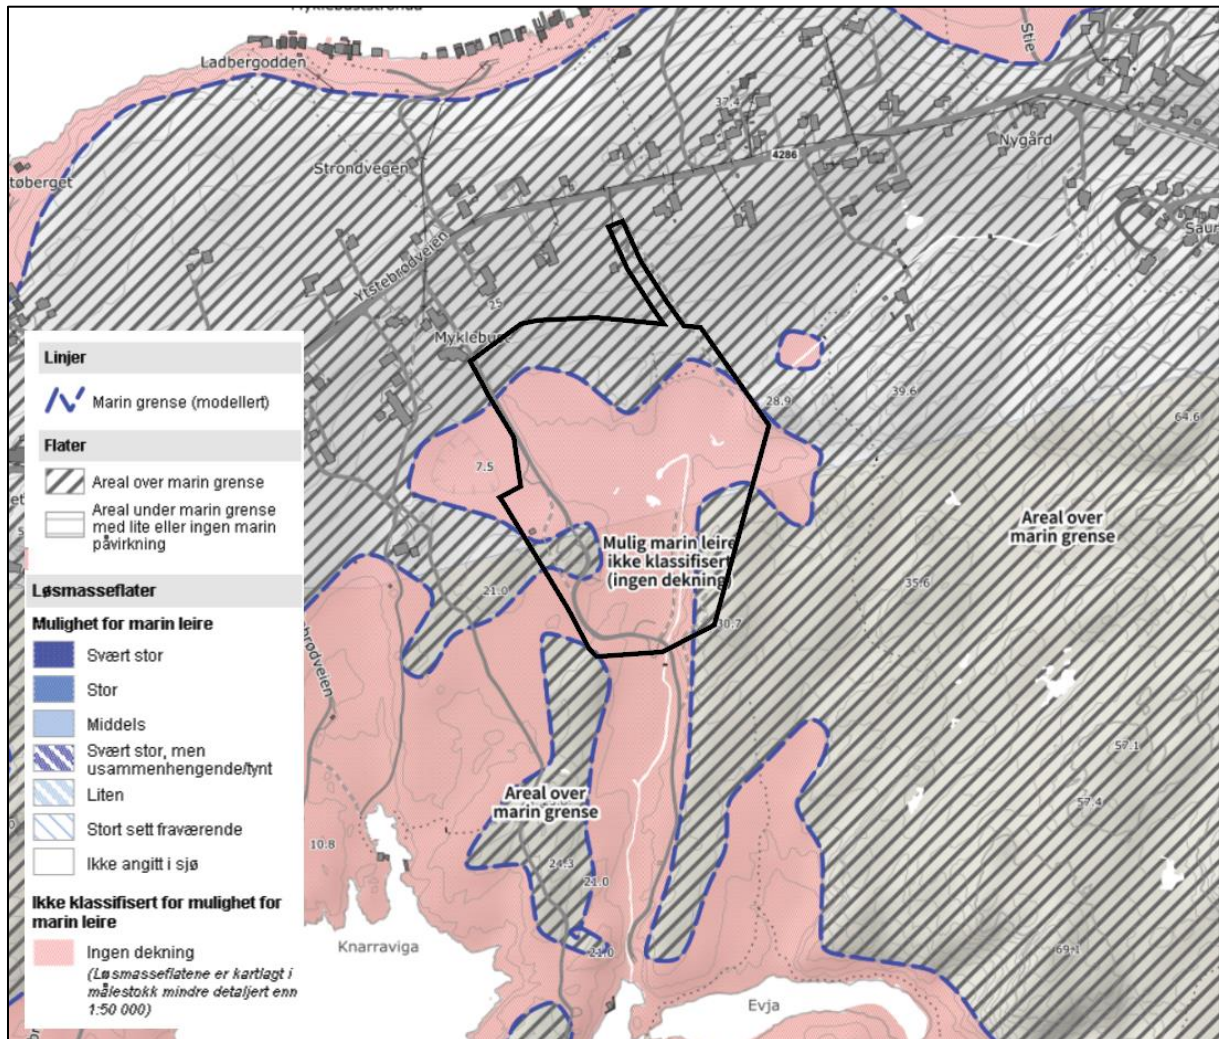 Ladbergodden
Stie
37.4
Nygård
4286
Strondvegen
tøberget
Saur
Ytstebrødveien
25
Myklebust
39.6
64.6
28.9
7.5
Areal over
marin grense
Mulig marin leire
ikke klassifisert
(ingen dekning)
35.6
21.0
30.7
57.1
57.4
Areal over
marin grense
10.8
24.3
21.0
21.0
69.1
Knarraviga
Evja
brødveien
Linjer
Marin grense (modellert)
Flater
Areal over marin grense
Areal under marin grense
med lite eller ingen marin
påvirkning
Løsmasseflater
Mulighet for marin leire
Svært stor
Stor
Middels
Svært stor, men
usammenhengende/tynt
Liten
Stort sett fraværende
Ikke angitt i sjø
Ikke klassifisert for mulighet for
marin leire
Ingen dekning
(Løsmasseflatene er kartlagt i
målestokk mindre detaljert enn
1:50 000)